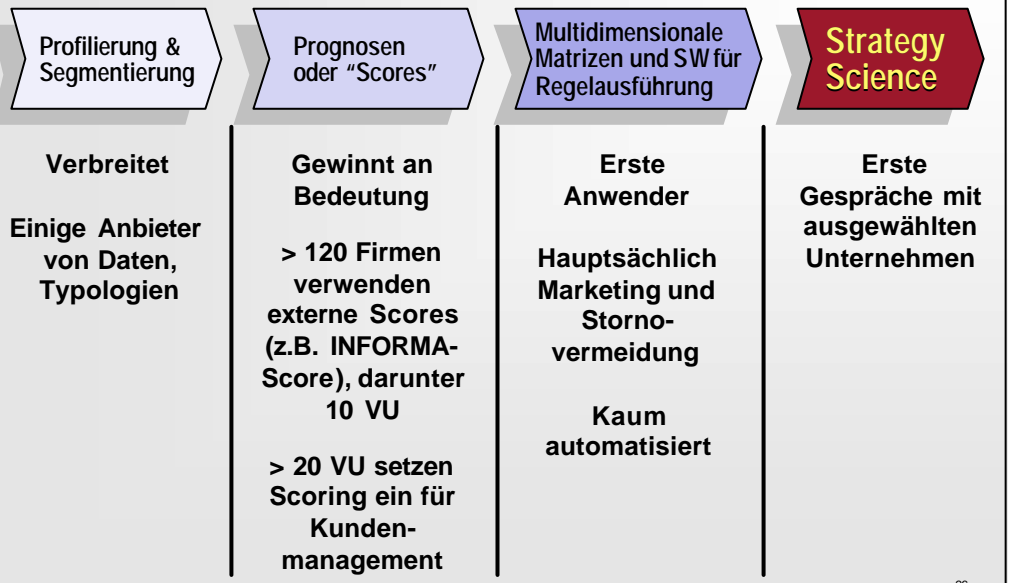 Profilierung &
Segmentierung
Prognosen
oder “Scores”
Multidimensionale
Matrizen und SW für
Regelausführung
Strategy
Science
Verbreitet
Einige Anbieter
von Daten,
Typologien
Gewinnt an
Bedeutung
> 120 Firmen
verwenden
externe Scores
(z.B. INFORMA-
Score), darunter
10 VU
> 20 VU setzen
Scoring ein für
Kunden-
management
Erste
Anwender
Hauptsächlich
Marketing und
Storno-
vermeidung
Kaum
automatisiert
Erste
Gespräche mit
ausgewählten
Unternehmen